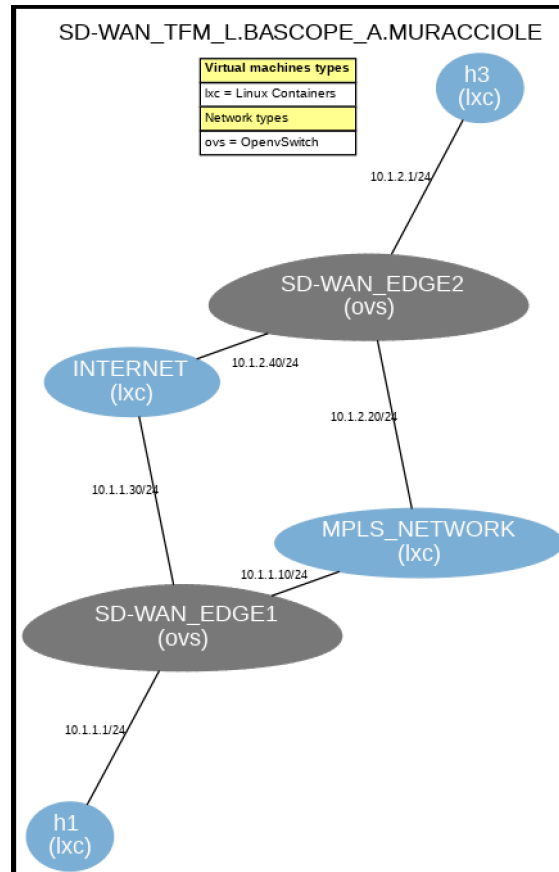 SD-WAN_TFM_L.BASCOPE_A.MURACCIOLE
Virtual machines types
lxc = Linux Containers
Network types
ovs = OpenvSwitch
h3
(lxc)
10.1.2.1/24
SD-WAN_EDGE2
(ovs)
10.1.2.40/24
INTERNET
(lxc)
10.1.2.20/24
10.1.1.30/24
MPLS_NETWORK
(lxc)
10.1.1.10/24
SD-WAN_EDGE1
(ovs)
10.1.1.1/24
h1
(lxc)